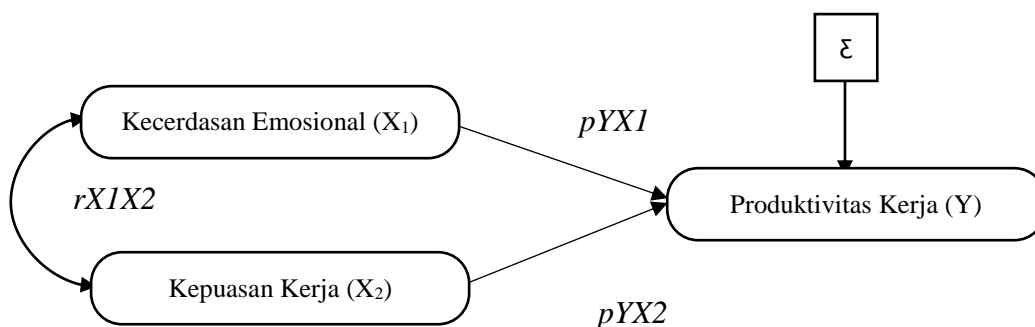 ع
Kecerdasan Emosional (X₁)
pYX1
rX1X2
Produktivitas Kerja (Y)
Kepuasan Kerja (X₂)
pYX2